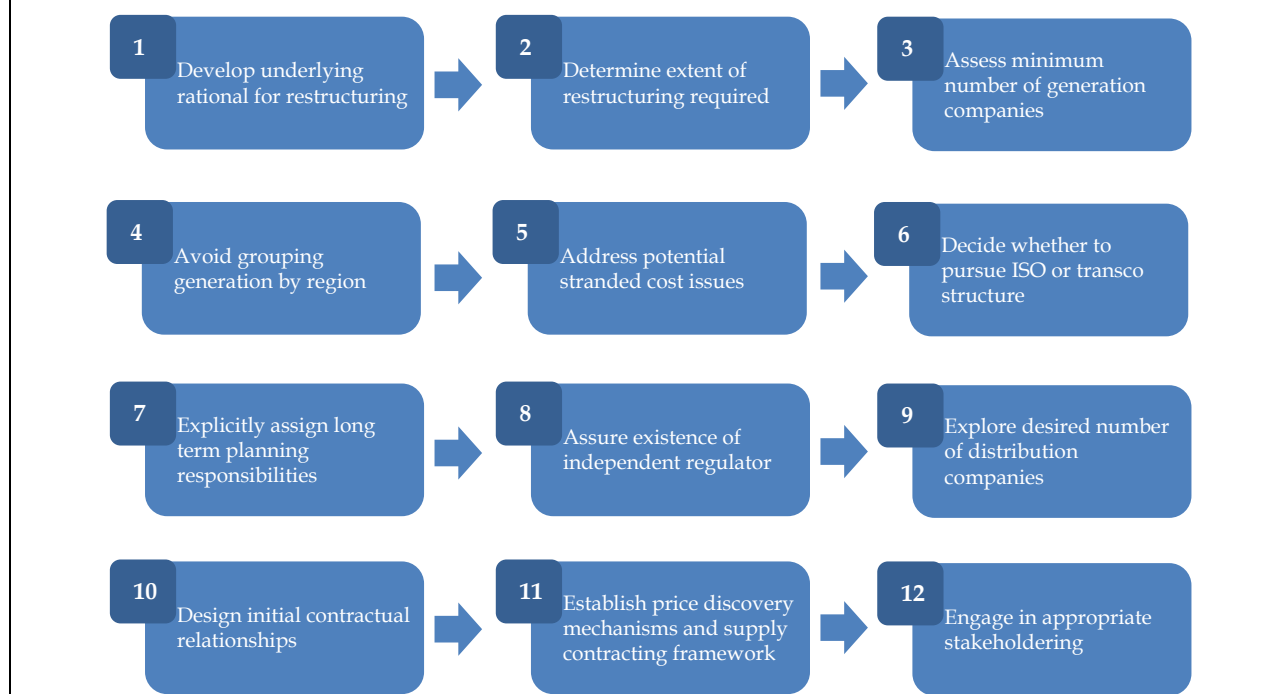 1
Develop underlying
rational for restructuring
2
Determine extent of
restructuring required
3
Assess minimum
number of generation
companies
4
Avoid grouping
generation by region
5
Address potential
stranded cost issues
6
Decide whether to
pursue ISO or transco
structure
7
Explicitly assign long
term planning
responsibilities
8
Assure existence of
independent regulator
9
Explore desired number
of distribution
companies
10
Design initial contractual
relationships
11
Establish price discovery
mechanisms and supply
contracting framework
12
Engage in appropriate
stakeholdering